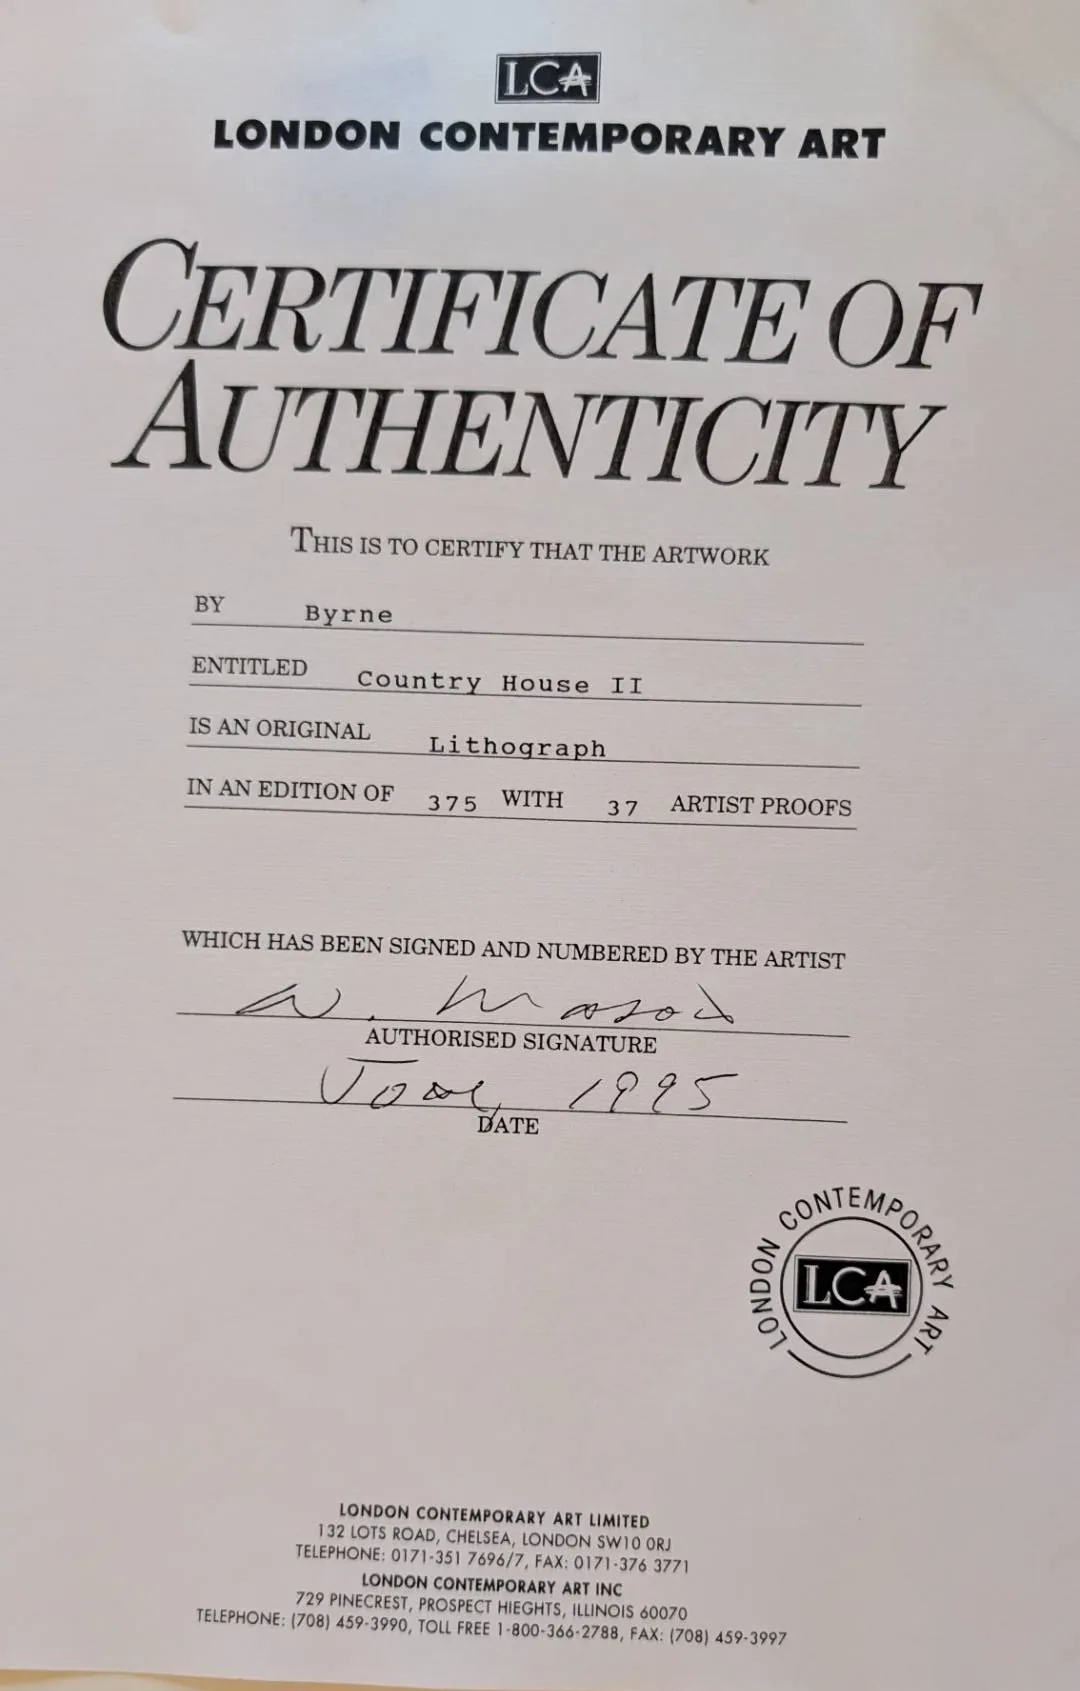 LCA
LONDON CONTEMPORARY ART
CERTIFICATE OF
AUTHENTICITY
THIS IS TO CERTIFY THAT THE ARTWORK
BY Byrne
ENTITLED Country House II
IS AN ORIGINAL Lithograph
IN AN EDITION OF 375 WITH 37 ARTIST PROOFS
WHICH HAS BEEN SIGNED AND NUMBERED BY THE ARTIST
AUTHORISED SIGNATURE
1995
DATE
LONDON CONTEMPORARY ART
LCA
LONDON CONTEMPORARY ART LIMITED
132 LOTS ROAD, CHELSEA, LONDON SW10 0RJ
TELEPHONE: 0171-351 7696/7, FAX: 0171-376 3771
LONDON CONTEMPORARY ART INC
729 PINECREST, PROSPECT HIEGHTS, ILLINOIS 60070
TELEPHONE: (708) 459-3990, TOLL FREE 1-800-366-2788, FAX: (708) 459-3997